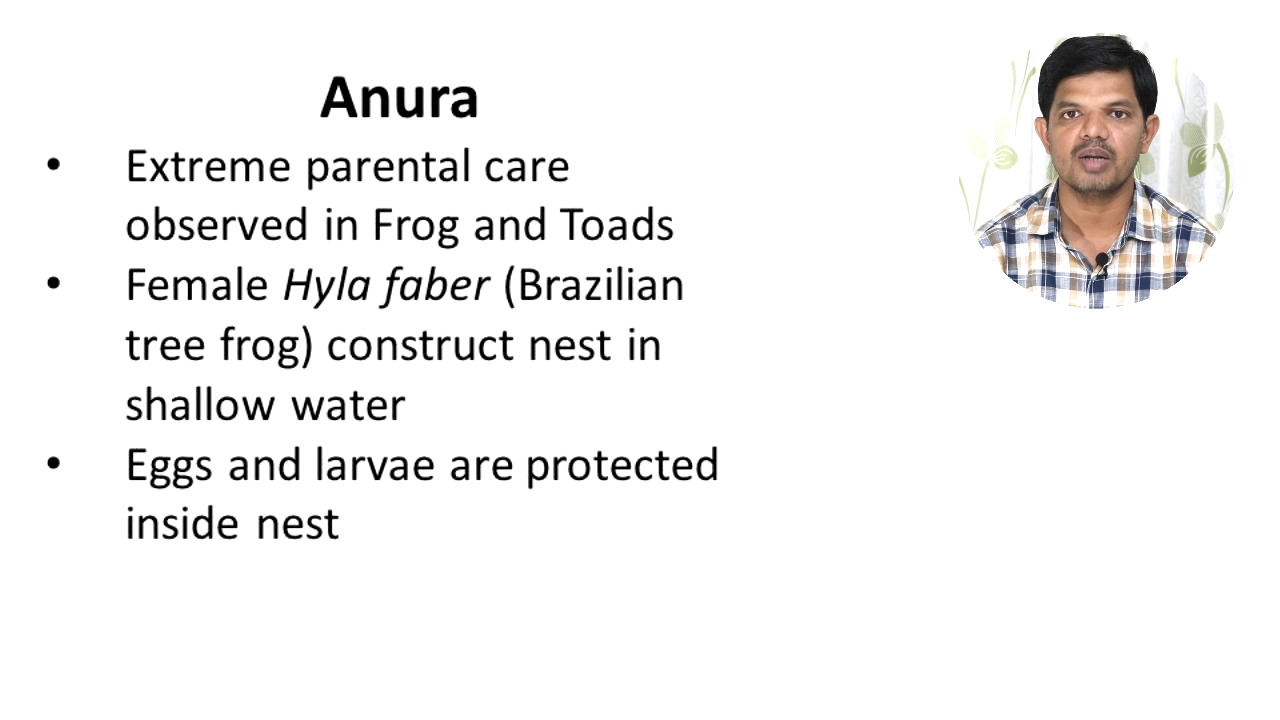 Anura
• Extreme parental care
observed in Frog and Toads
• Female Hyla faber (Brazilian
tree frog) construct nest in
shallow water
• Eggs and larvae are protected
inside nest